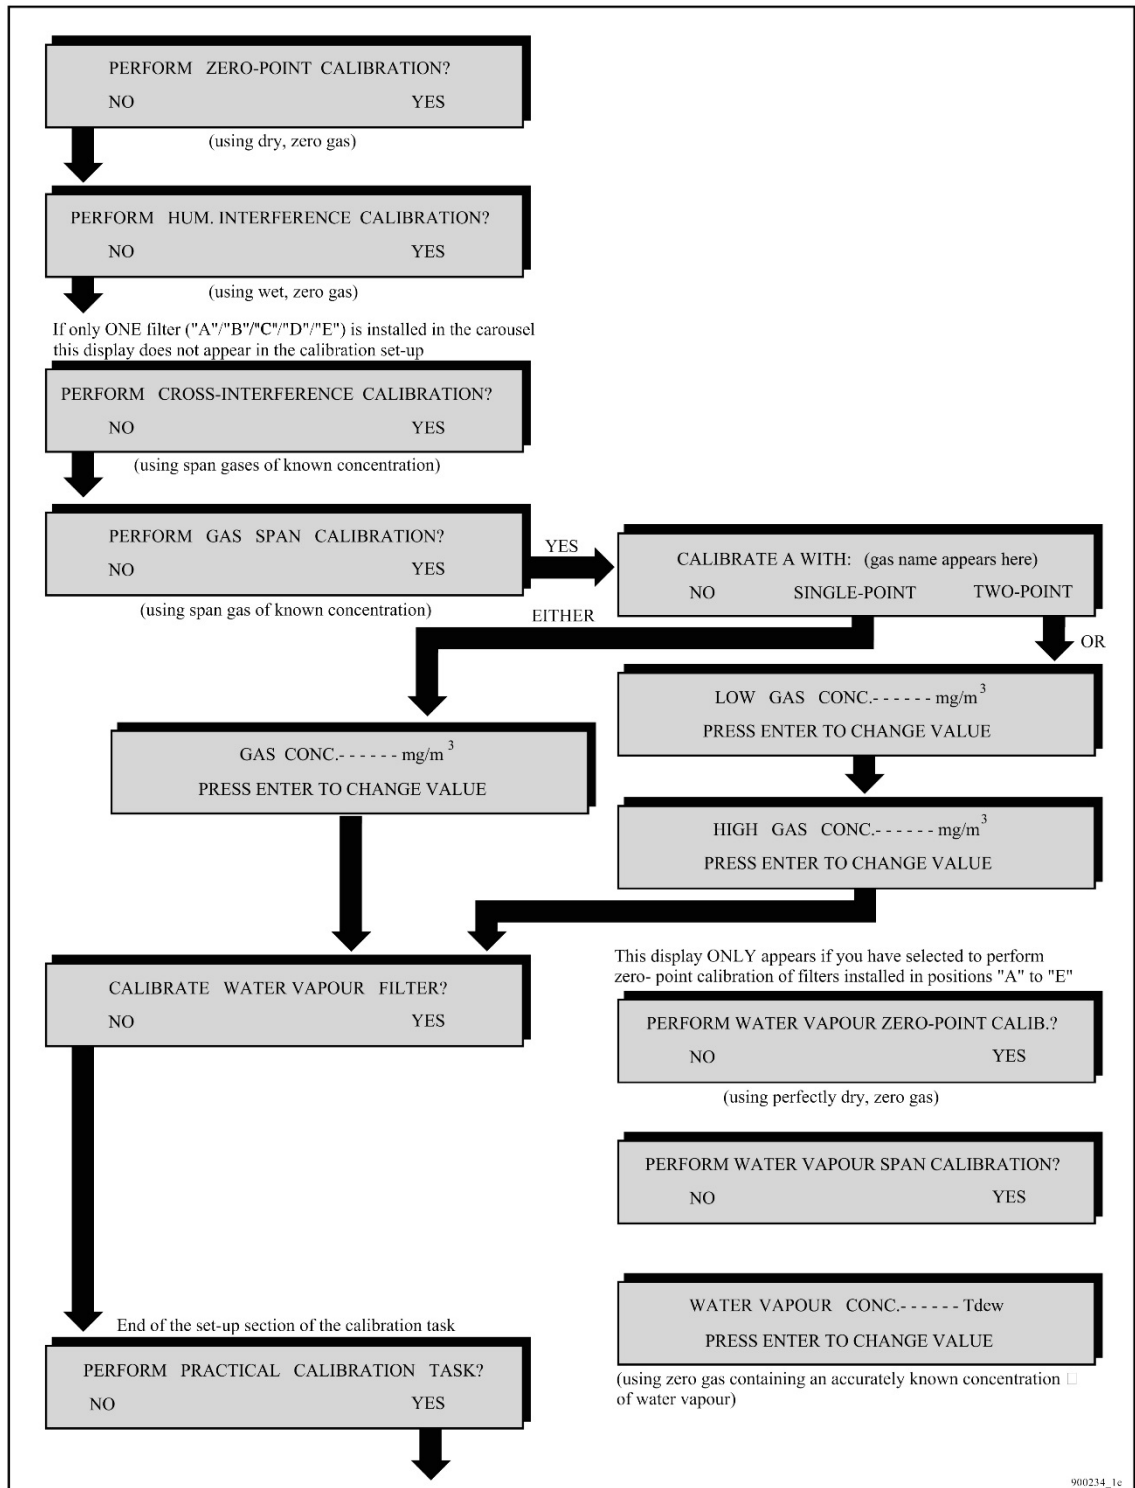 PERFORM ZERO-POINT CALIBRATION?
NO YES
(using dry, zero gas)
PERFORM HUM. INTERFERENCE CALIBRATION?
NO YES
(using wet, zero gas)
If only ONE filter ("A"/"B"/"C"/"D"/"E") is installed in the carousel
this display does not appear in the calibration set-up
PERFORM CROSS-INTERFERENCE CALIBRATION?
NO YES
(using span gases of known concentration)
PERFORM GAS SPAN CALIBRATION?
NO YES
(using span gas of known concentration)
YES
CALIBRATE A WITH: (gas name appears here)
NO SINGLE-POINT TWO-POINT
EITHER
OR
GAS CONC.- - - - - - mg/m³
PRESS ENTER TO CHANGE VALUE
LOW GAS CONC.- - - - - - mg/m³
PRESS ENTER TO CHANGE VALUE
HIGH GAS CONC.- - - - - - mg/m³
PRESS ENTER TO CHANGE VALUE
CALIBRATE WATER VAPOUR FILTER?
NO YES
This display ONLY appears if you have selected to perform
zero- point calibration of filters installed in positions "A" to "E"
PERFORM WATER VAPOUR ZERO-POINT CALIB.?
NO YES
(using perfectly dry, zero gas)
PERFORM WATER VAPOUR SPAN CALIBRATION?
NO YES
WATER VAPOUR CONC.- - - - - - Tdew
PRESS ENTER TO CHANGE VALUE
(using zero gas containing an accurately known concentration □
of water vapour)
End of the set-up section of the calibration task
PERFORM PRACTICAL CALIBRATION TASK?
NO YES
900234_1e